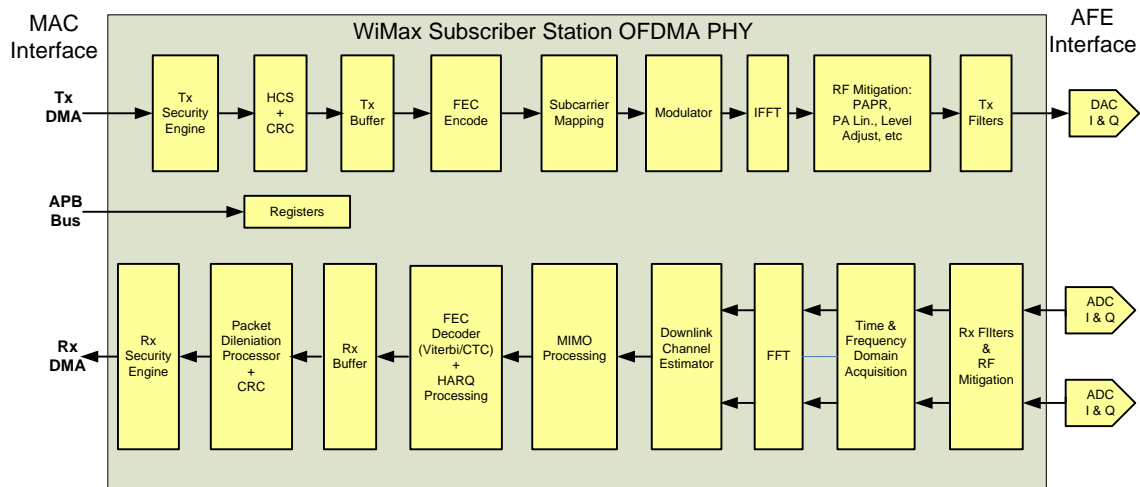 WiMax Subscriber Station OFDMA PHY
MAC
Interface
AFE
Interface
Tx
DMA
Tx
Security
Engine
HCS
+
CRC
Tx
Buffer
FEC
Encode
Subcarrier
Mapping
Modulator
IFFT
RF Mitigation:
PAPR,
PA Lin., Level
Adjust, etc
Tx
Filters
DAC
I & Q
APB
Bus
Registers
Rx
DMA
Rx
Security
Engine
Packet
Dileniation
Processor
+
CRC
Rx
Buffer
FEC
Decoder
(Viterbi/CTC)
+
HARQ
Processing
MIMO
Processing
Downlink
Channel
Estimator
FFT
Time &
Frequency
Domain
Acquisition
Rx FIlters
&
RF
Mitigation
ADC
I & Q
ADC
I & Q